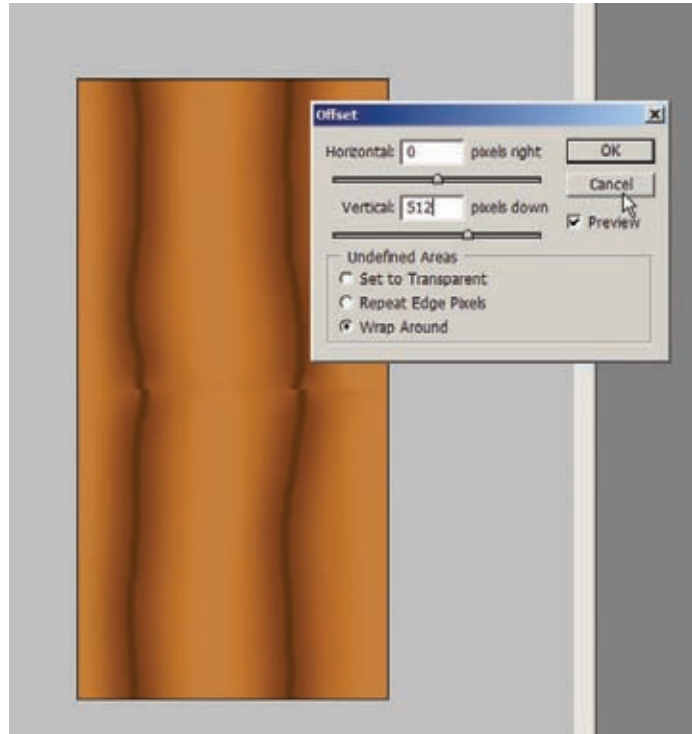 Offset
Horizontal: 0 pixels right
OK
Cancel
Vertical: 512 pixels down
Preview
Undefined Areas
Set to Transparent
Repeat Edge Pixels
Wrap Around